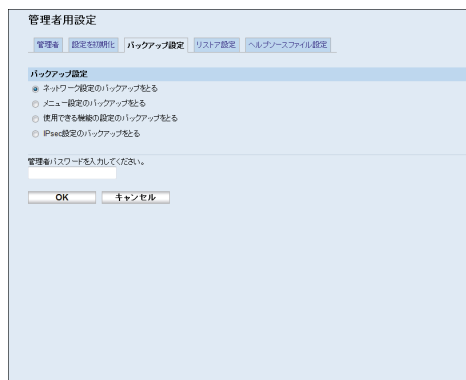 管理者用設定
管理者 設定を初期化 バックアップ設定 リストア設定 ヘルプソースファイル設定
バックアップ設定
ネットワーク設定のバックアップをとる
メニュー設定のバックアップをとる
使用できる機能の設定のバックアップをとる
IPsec設定のバックアップをとる
管理者パスワードを入力してください。
OK キャンセル